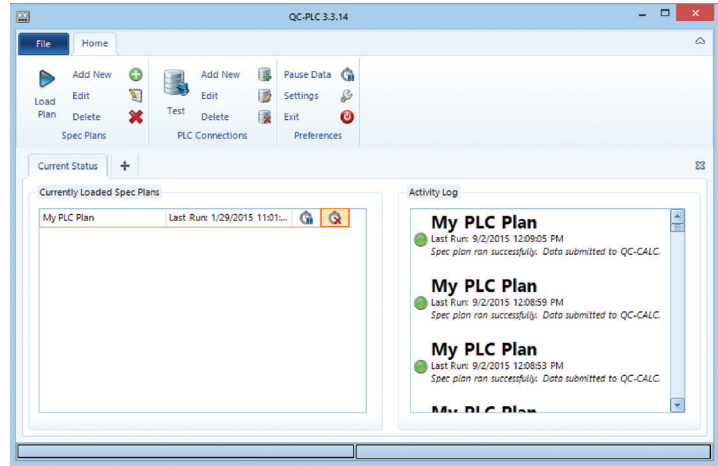 QC-PLC 3.3.14
File Home
Load Plan
Add New
Edit
Delete
Spec Plans
Test
Add New
Edit
Delete
PLC Connections
Pause Data
Settings
Exit
Preferences
Current Status
Currently Loaded Spec Plans
My PLC Plan Last Run: 1/29/2015 11:01:...
Activity Log
My PLC Plan
Last Run: 9/2/2015 12:09:05 PM
Spec plan ran successfully. Data submitted to QC-CALC.
My PLC Plan
Last Run: 9/2/2015 12:08:59 PM
Spec plan ran successfully. Data submitted to QC-CALC.
My PLC Plan
Last Run: 9/2/2015 12:08:53 PM
Spec plan ran successfully. Data submitted to QC-CALC.
My PLC Plan